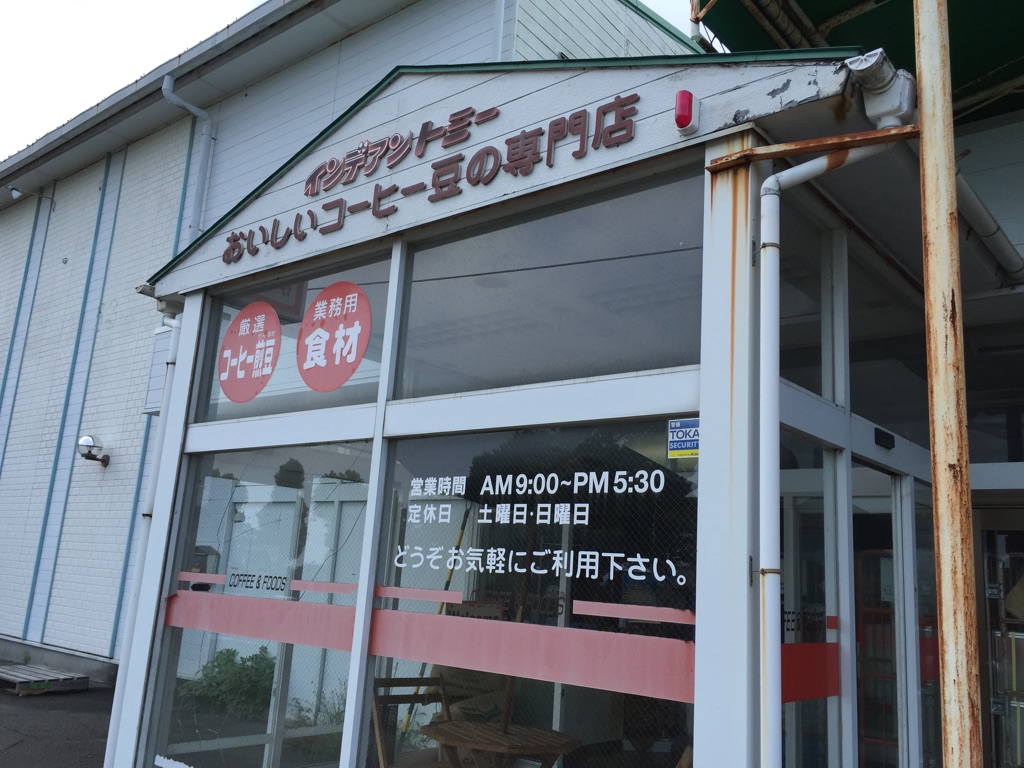 インデアントミー
おいしいコーヒー豆の専門店
厳選
コーヒー煎豆
業務用
食材
TOKA
SECURITY
営業時間 AM9:00~PM5:30
定休日 土曜日・日曜日
どうぞお気軽にご利用下さい。
COFFEE & FOODS